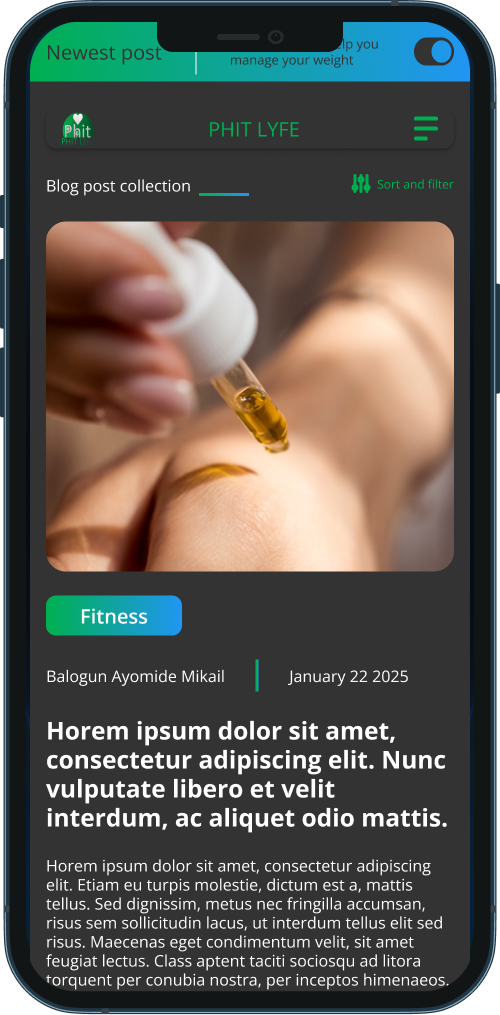 Newest post
help you
manage your weight
Phit
PHIT LYFE
PHIT LYFE
Blog post collection
Sort and filter
Fitness
Balogun Ayomide Mikail
January 22 2025
Horem ipsum dolor sit amet,
consectetur adipiscing elit. Nunc
vulputate libero et velit
interdum, ac aliquet odio mattis.
Horem ipsum dolor sit amet, consectetur adipiscing
elit. Etiam eu turpis molestie, dictum est a, mattis
tellus. Sed dignissim, metus nec fringilla accumsan,
risus sem sollicitudin lacus, ut interdum tellus elit sed
risus. Maecenas eget condimentum velit, sit amet
feugiat lectus. Class aptent taciti sociosqu ad litora
torquent per conubia nostra, per inceptos himenaeos.